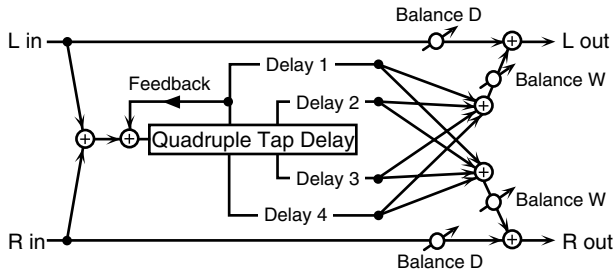 Balance D
L in
L out
Delay 1
Feedback
Balance W
Delay 2
Quadruple Tap Delay
Delay 3
Balance W
Delay 4
R in
R out
Balance D